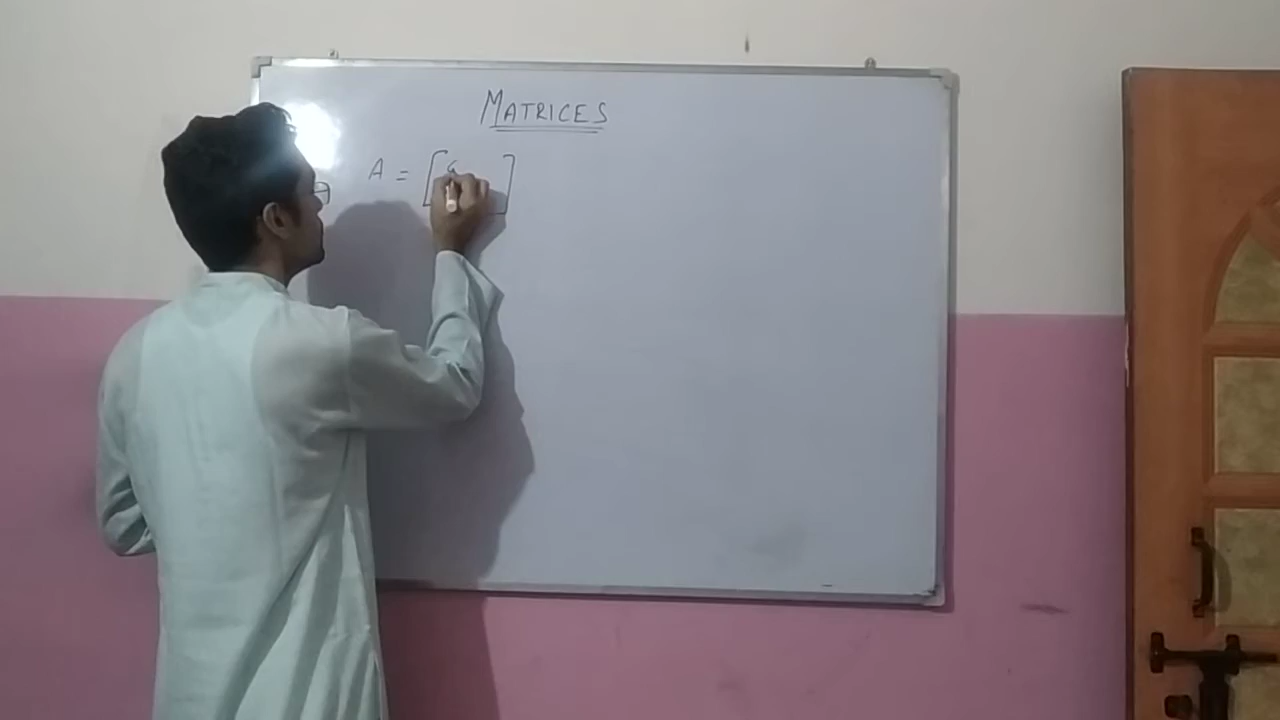 MATRICES
A = [ ]